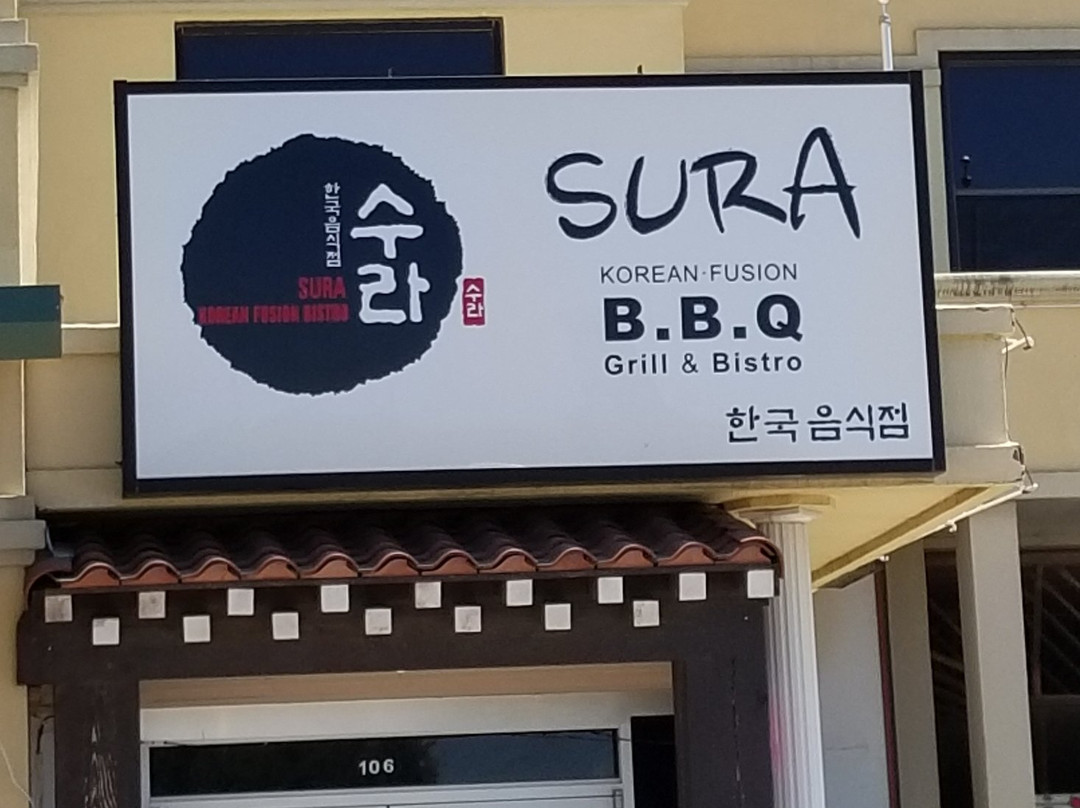 한국음식점
수라
SURA
KOREAN FUSION BISTRO
수라
SURA
KOREAN·FUSION
B.B.Q
Grill & Bistro
한국 음식점
106